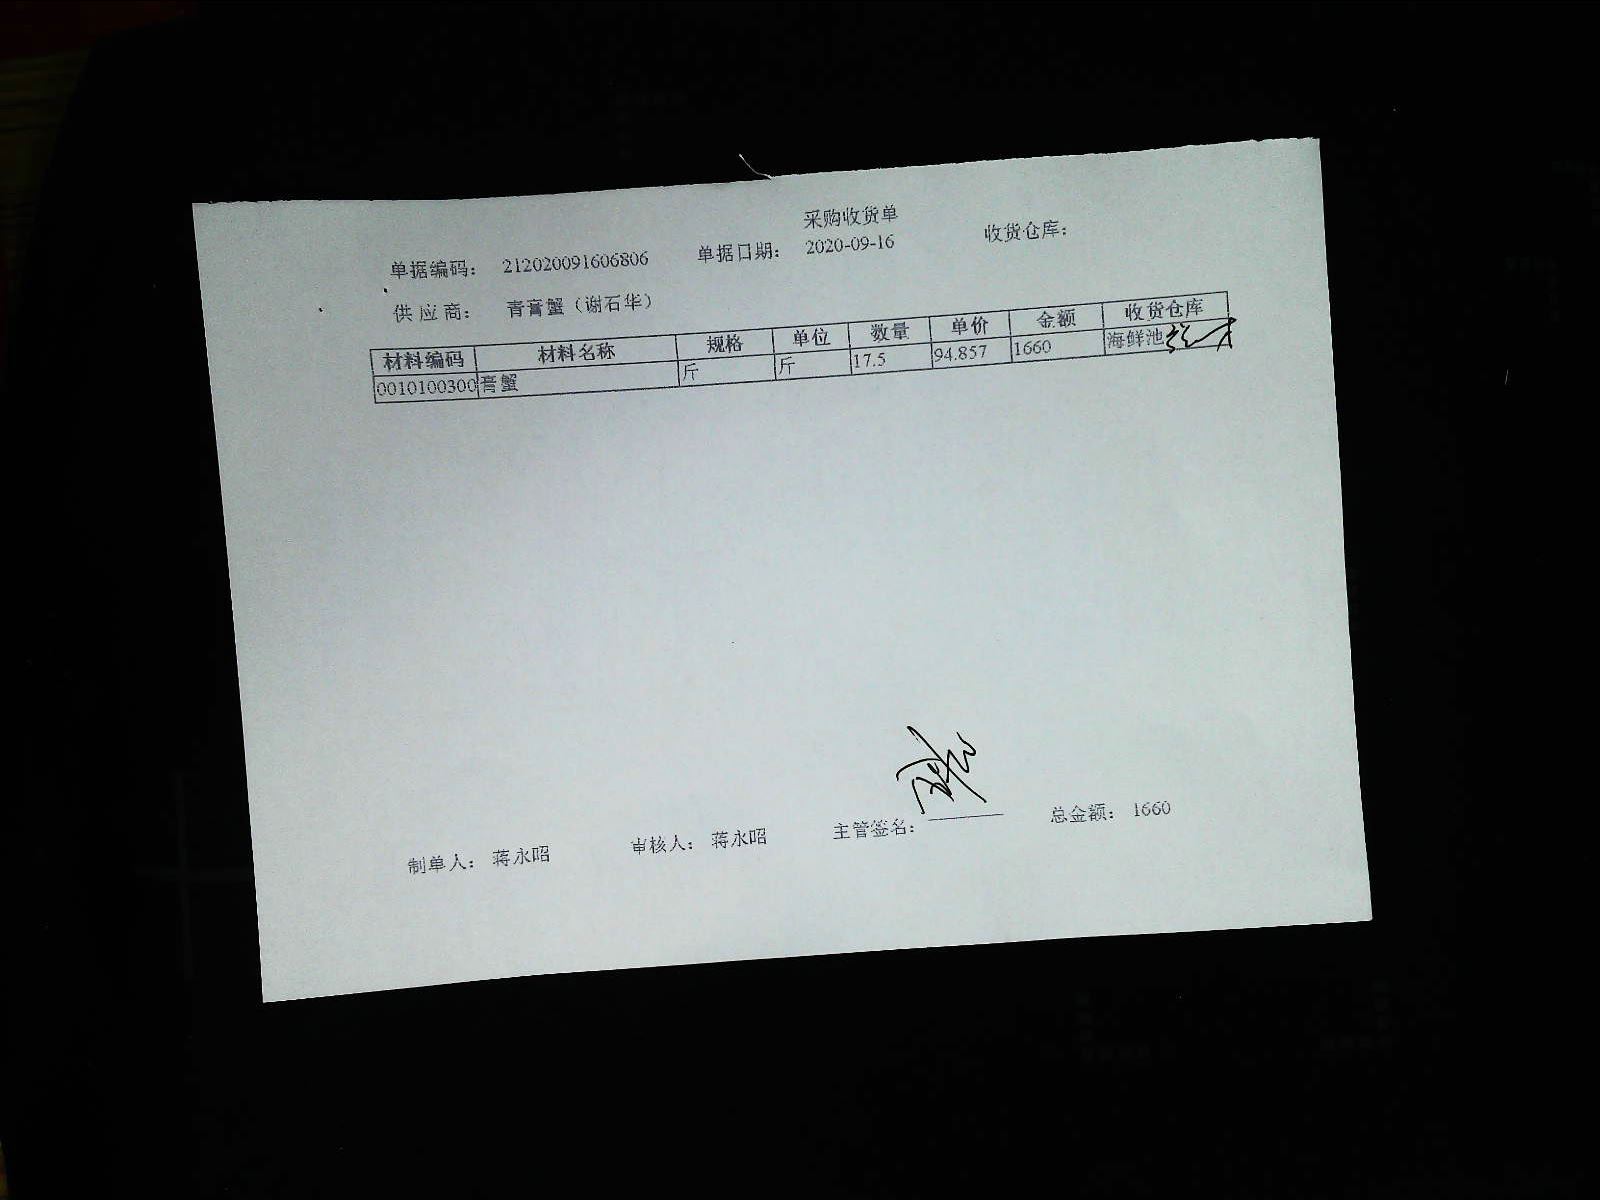 采购收货单
单据编码： 212020091606806 单据日期： 2020-09-16 收货仓库：
供 应 商： 青膏蟹（谢石华）
材料编码 材料名称 规格 单位 数量 单价 金额 收货仓库
0010100300 膏蟹 斤 斤 17.5 94.857 1660 海鲜池
制单人： 蒋永昭 审核人： 蒋永昭 主管签名： 总金额： 1660